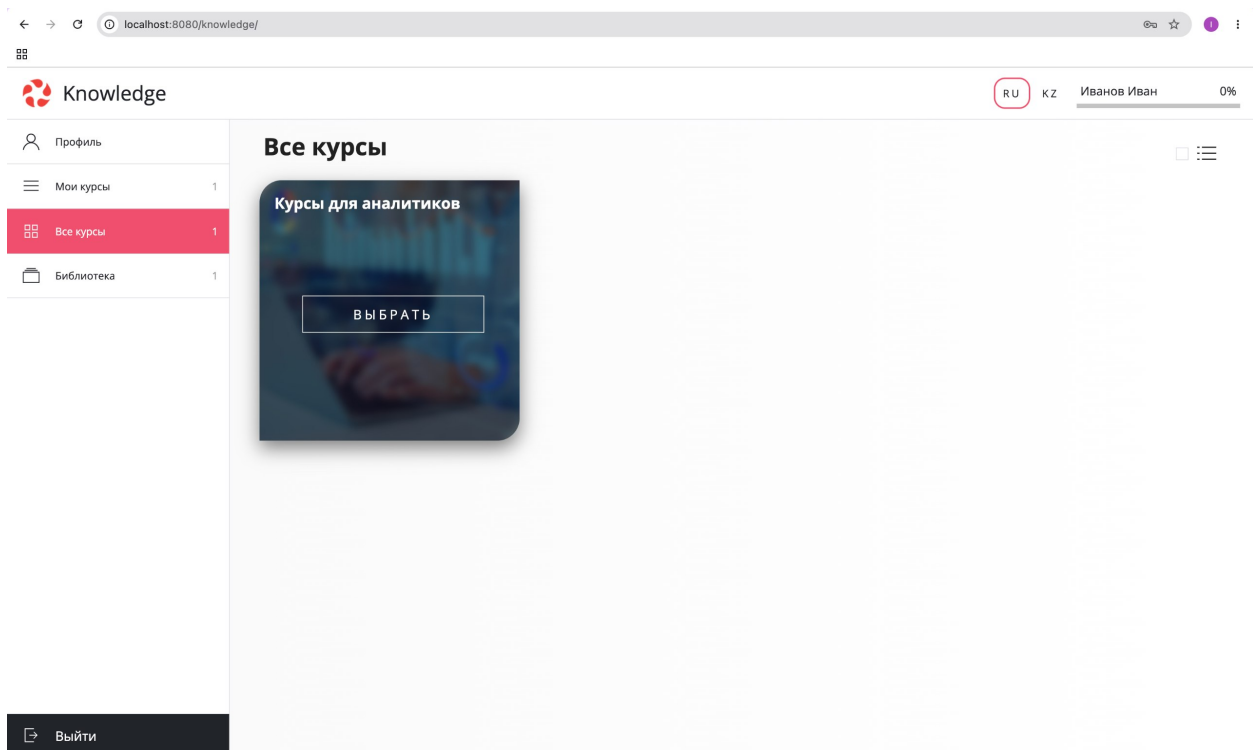 localhost:8080/knowledge/
I
Knowledge
RU KZ Иванов Иван 0%
Профиль
Мои курсы 1
Все курсы 1
Библиотека 1
Все курсы
Курсы для аналитиков
ВЫБРАТЬ
Выйти